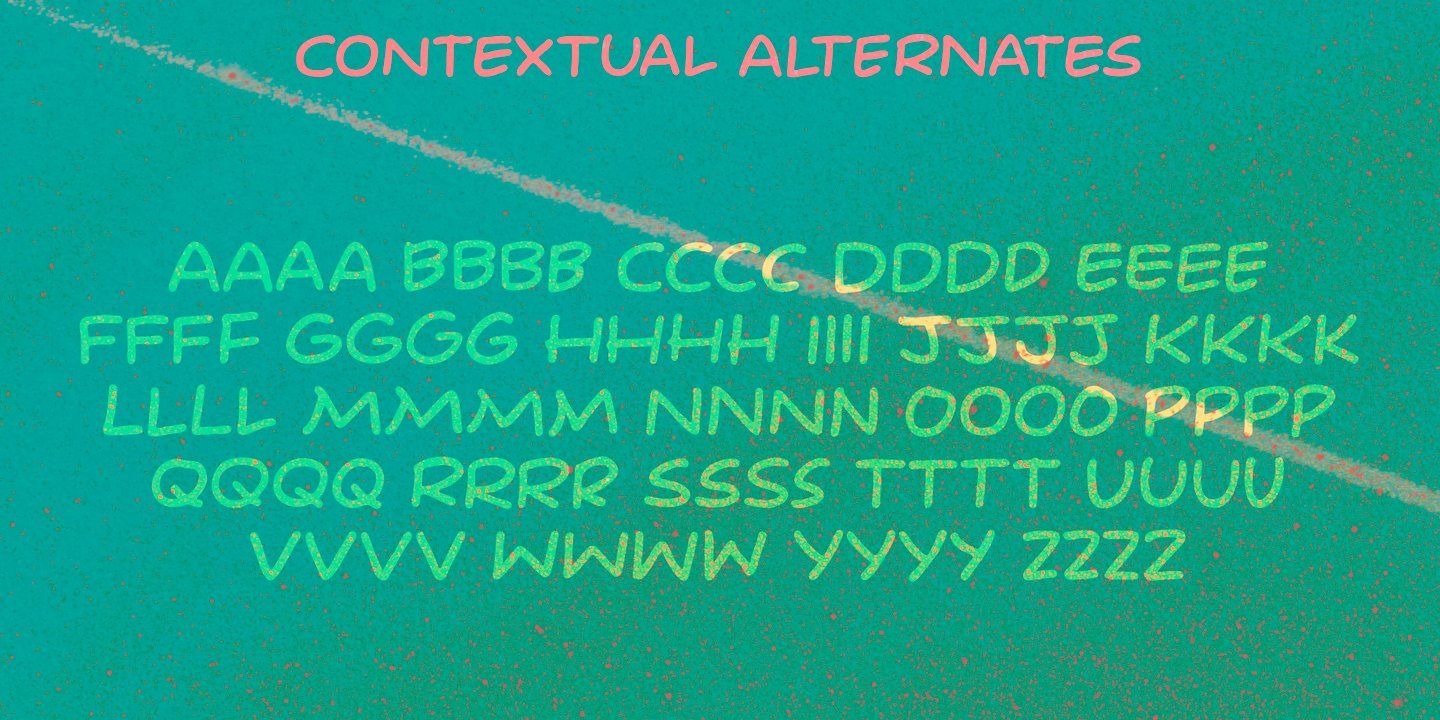 CONTEXTUAL ALTERNATES
AAAA BBBB CCCC DDDD EEEE
FFFF GGGG HHHH IIII JJJJ KKKK
LLLL MMMM NNNN OOOO PPPP
QQQQ RRRR SSSS TTTT UUUU
VVVV WWWW YYYY ZZZZ